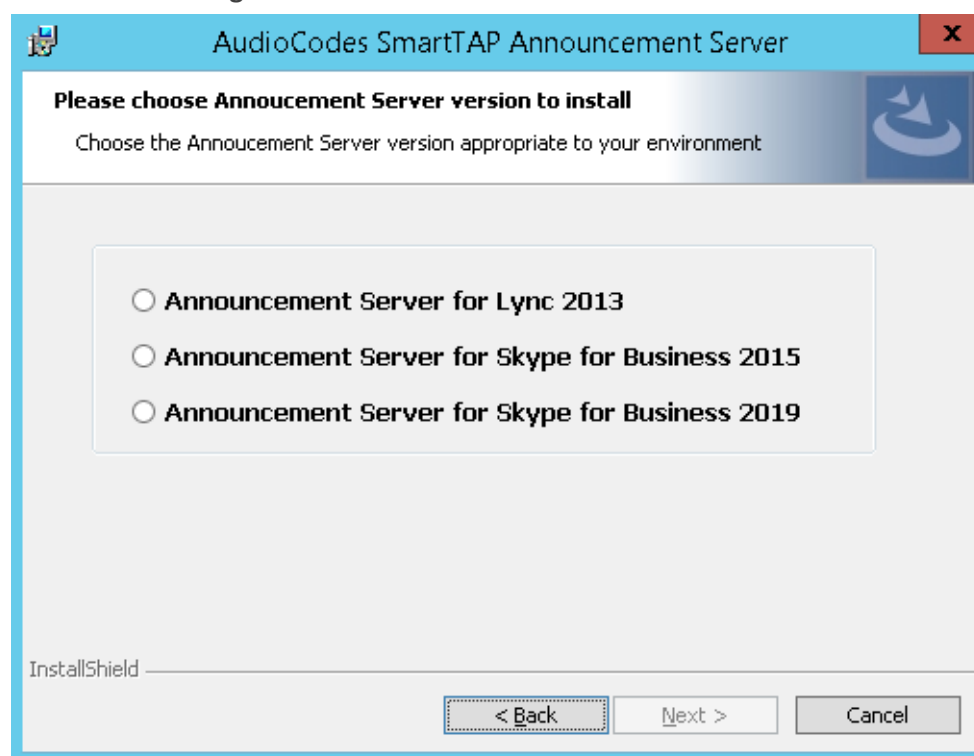 AudioCodes SmartTAP Announcement Server
x
Please choose Annoucement Server version to install
Choose the Annoucement Server version appropriate to your environment
Announcement Server for Lync 2013
Announcement Server for Skype for Business 2015
Announcement Server for Skype for Business 2019
InstallShield
< Back Next > Cancel